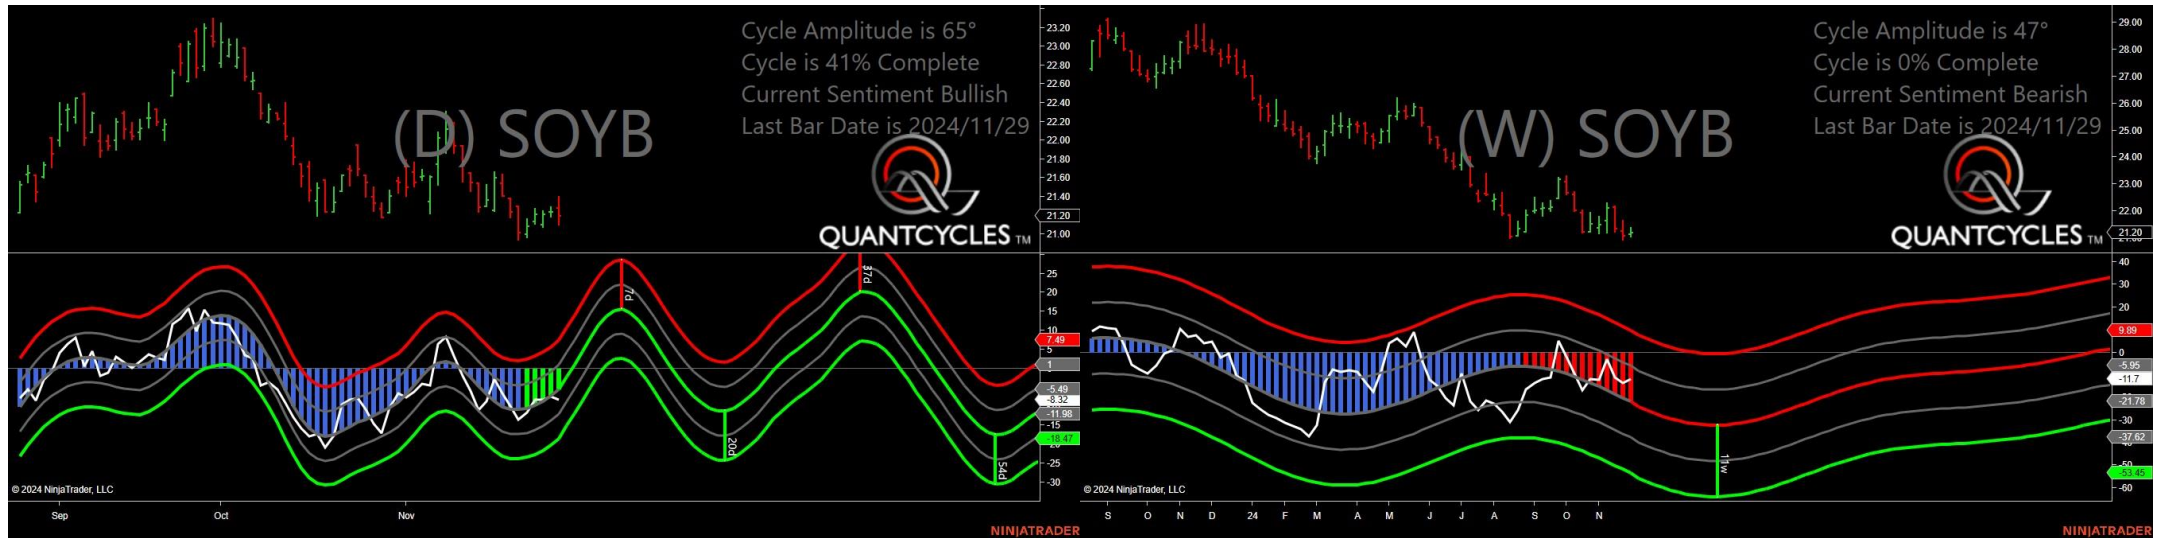 Cycle Amplitude is 65°
Cycle is 41% Complete
Current Sentiment Bullish
Last Bar Date is 2024/11/29
(D) SOYB
QUANTCYCLES TM
23.20
23.00
22.80
22.60
22.40
22.20
22.00
21.80
21.60
21.40
21.20
21.00
7d
37d
20d
54d
25
20
15
10
7.49
5
1
-5.49
-8.32
-11.98
-15
-18.47
-25
-30
© 2024 NinjaTrader, LLC
Sep
Oct
Nov
NINJATRADER
Cycle Amplitude is 47°
Cycle is 0% Complete
Current Sentiment Bearish
Last Bar Date is 2024/11/29
(W) SOYB
QUANTCYCLES TM
29.00
28.00
27.00
26.00
25.00
24.00
23.00
22.00
21.20
11w
40
30
20
9.89
0
-5.95
-11.7
-21.78
-30
-37.62
-53.45
-60
© 2024 NinjaTrader, LLC
S
O
N
D
24
F
M
A
M
J
J
A
S
O
N
NINJATRADER